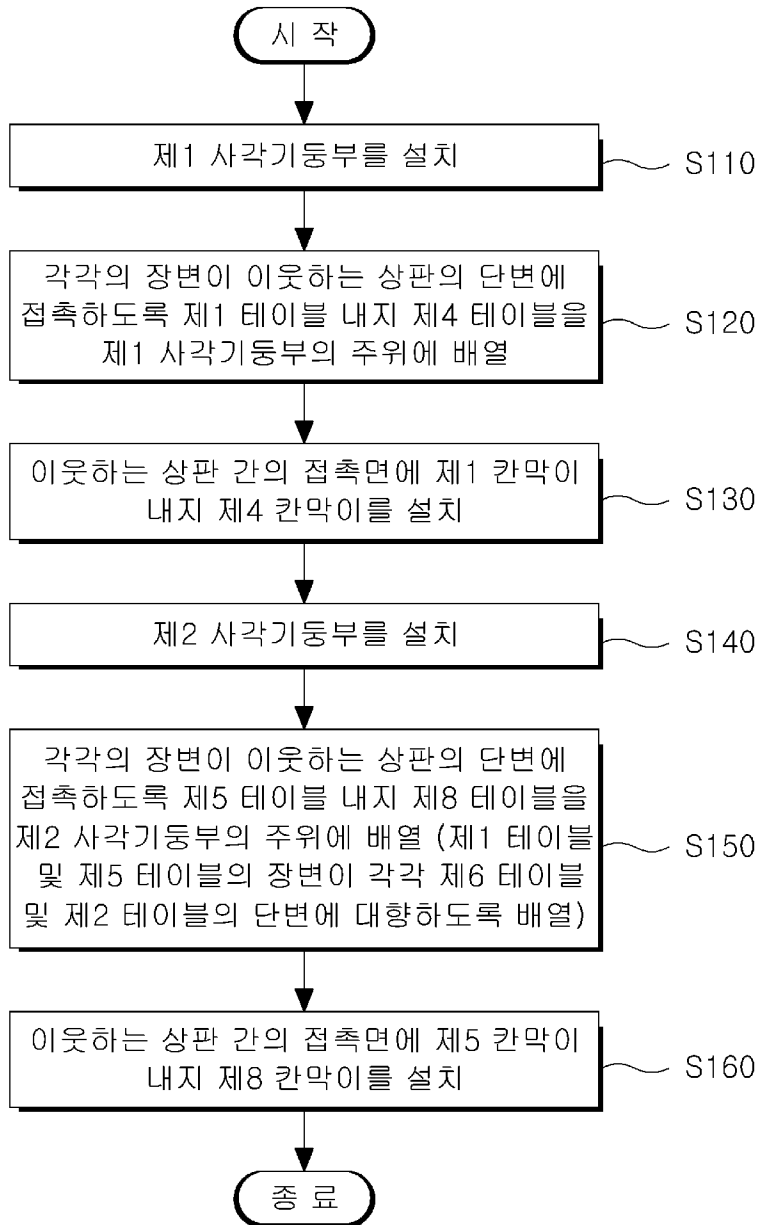 시 작
제1 사각기둥부를 설치
S110
각각의 장변이 이웃하는 상판의 단변에
접촉하도록 제1 테이블 내지 제4 테이블을
제1 사각기둥부의 주위에 배열
S120
이웃하는 상판 간의 접촉면에 제1 칸막이
내지 제4 칸막이를 설치
S130
제2 사각기둥부를 설치
S140
각각의 장변이 이웃하는 상판의 단변에
접촉하도록 제5 테이블 내지 제8 테이블을
제2 사각기둥부의 주위에 배열 (제1 테이블
및 제5 테이블의 장변이 각각 제6 테이블
및 제2 테이블의 단변에 대향하도록 배열)
S150
이웃하는 상판 간의 접촉면에 제5 칸막이
내지 제8 칸막이를 설치
S160
종 료